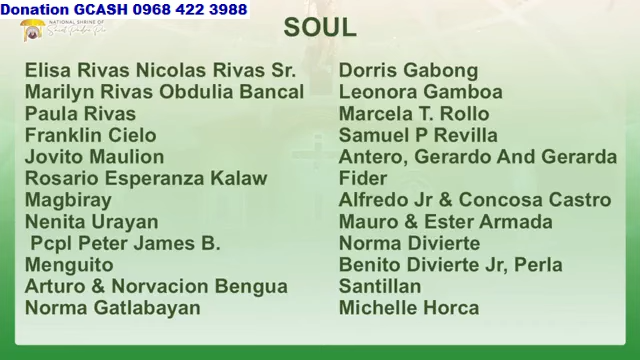 Donation GCASH 0968 422 3988
NATIONAL SHRINE OF
Saint Padre Pio
SOUL
Elisa Rivas Nicolas Rivas Sr.
Marilyn Rivas Obdulia Bancal
Paula Rivas
Franklin Cielo
Jovito Maulion
Rosario Esperanza Kalaw
Magbiray
Nenita Urayan
Pcpl Peter James B.
Menguito
Arturo & Norvacion Bengua
Norma Gatlabayan
Dorris Gabong
Leonora Gamboa
Marcela T. Rollo
Samuel P Revilla
Antero, Gerardo And Gerarda
Fider
Alfredo Jr & Concosa Castro
Mauro & Ester Armada
Norma Divierte
Benito Divierte Jr, Perla
Santillan
Michelle Horca